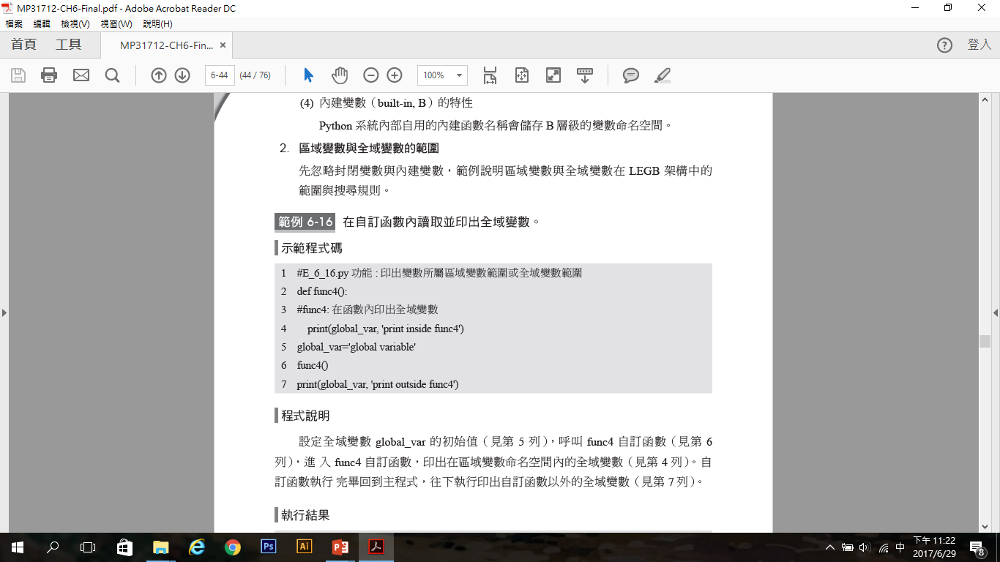 MP31712-CH6-Final.pdf - Adobe Acrobat Reader DC
檔案 編輯 檢視(V) 視窗(W) 說明(H)
首頁 工具 MP31712-CH6-Fin... × ? 登入
6-44 (44 / 76) 100%
(4) 內建變數（built-in, B）的特性
Python 系統內部自用的內建函數名稱會儲存 B 層級的變數命名空間。
2. 區域變數與全域變數的範圍
先忽略封閉變數與內建變數，範例說明區域變數與全域變數在 LEGB 架構中的
範圍與搜尋規則。
範例 6-16 在自訂函數內讀取並印出全域變數。
示範程式碼
1 #E_6_16.py 功能 : 印出變數所屬區域變數範圍或全域變數範圍
2 def func4():
3 #func4: 在函數內印出全域變數
4 print(global_var, 'print inside func4')
5 global_var='global variable'
6 func4()
7 print(global_var, 'print outside func4')
程式說明
設定全域變數 global_var 的初始值（見第 5 列），呼叫 func4 自訂函數（見第 6
列），進 入 func4 自訂函數，印出在區域變數命名空間內的全域變數（見第 4 列）。自
訂函數執行 完畢回到主程式，往下執行印出自訂函數以外的全域變數（見第 7 列）。
執行結果
Ps Ai 中 下午 11:22
2017/6/29 8